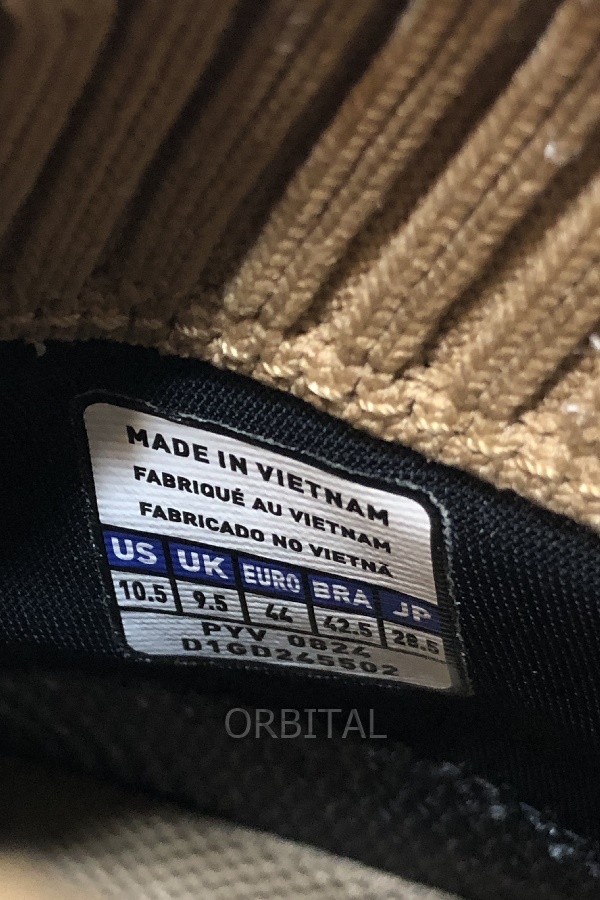 MADE IN VIETNAM
FABRIQUÉ AU VIETNAM
FABRICADO NO VIETNÃ
US UK EURO BRA JP
10.5 9.5 44 42.5 28.5
PYV 0824
D1GD245502
ORBITAL